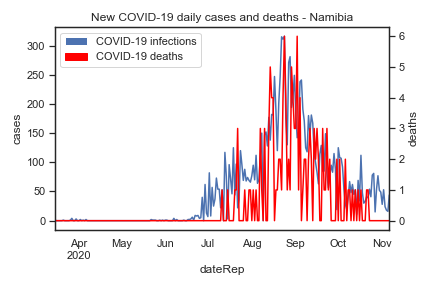 New COVID-19 daily cases and deaths - Namibia
COVID-19 infections
COVID-19 deaths
300
250
200
150
100
50
0
cases
6
5
4
3
2
1
0
deaths
Apr May Jun Jul Aug Sep Oct Nov
2020
dateRep